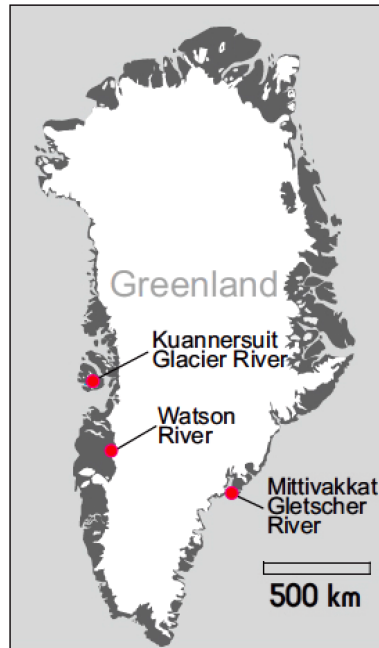 Greenland
Kuannersuit
Glacier River
Watson
River
Mittivakkat
Gletscher
River
500 km